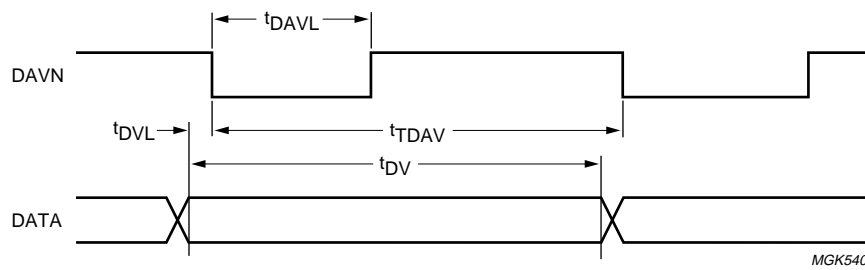 tDAVL
DAVN
tDVL
tTDAV
tDV
DATA
MGK540